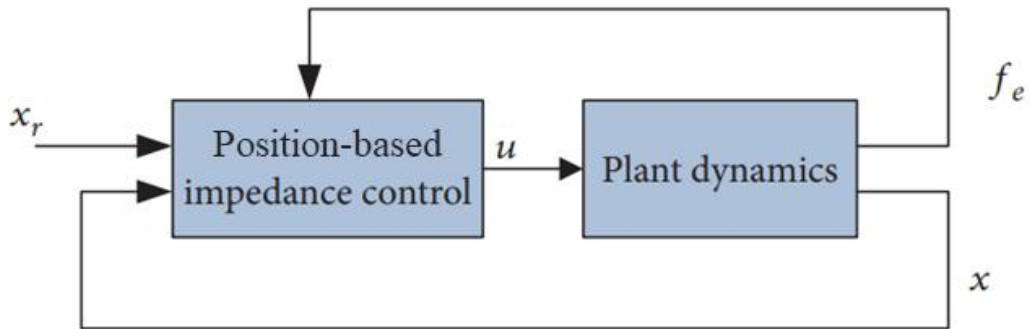 f_e
x_r
Position-based
impedance control
u
Plant dynamics
x